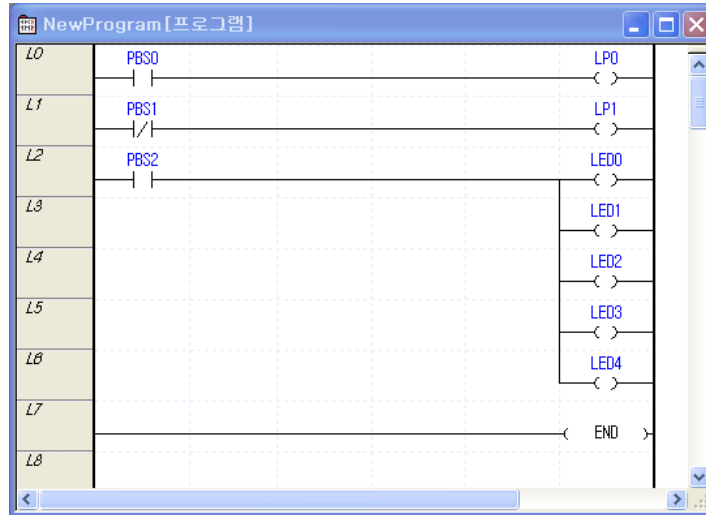 NewProgram[프로그램]
L0 PBS0 LP0
L1 PBS1 LP1
L2 PBS2 LED0
L3 LED1
L4 LED2
L5 LED3
L6 LED4
L7 END
L8